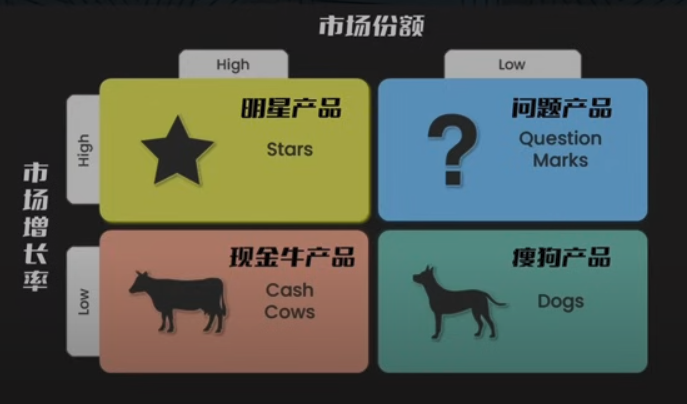 市场份额
High
Low
市场增长率
High
明星产品
Stars
问题产品
Question
Marks
?
Low
现金牛产品
Cash
Cows
瘦狗产品
Dogs